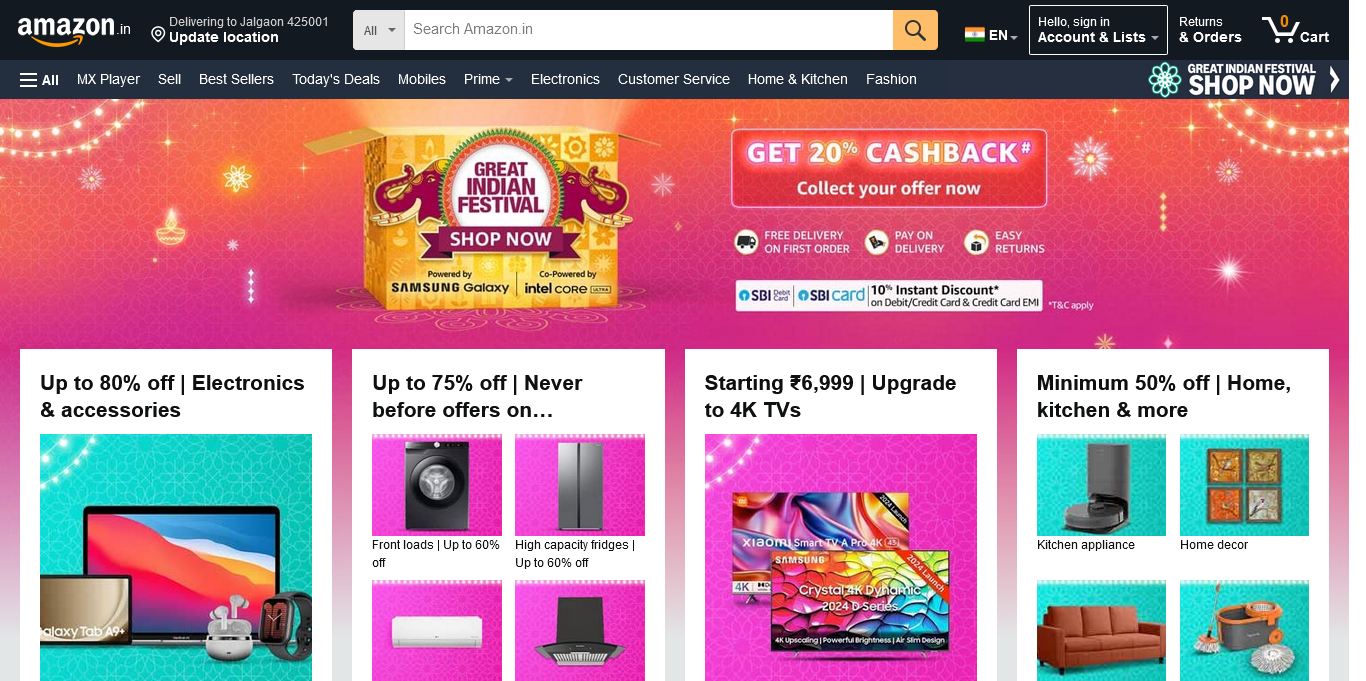 amazon.in
Delivering to Jalgaon 425001
Update location
All
Search Amazon.in
EN
Hello, sign in
Account & Lists
Returns
& Orders
0
Cart
All
MX Player
Sell
Best Sellers
Today's Deals
Mobiles
Prime
Electronics
Customer Service
Home & Kitchen
Fashion
GREAT INDIAN FESTIVAL
SHOP NOW
GREAT
INDIAN
FESTIVAL
SHOP NOW
Powered by
SAMSUNG Galaxy
Co-Powered by
intel core ULTRA
GET 20% CASHBACK#
Collect your offer now
FREE DELIVERY
ON FIRST ORDER
PAY ON
DELIVERY
EASY
RETURNS
SBI Debit Card
SBI card
10% Instant Discount*
on Debit/Credit Card & Credit Card EMI
*T&C apply
Up to 80% off | Electronics
& accessories
alaxy Tab A9+
Up to 75% off | Never
before offers on…
Front loads | Up to 60%
off
High capacity fridges |
Up to 60% off
Starting ₹6,999 | Upgrade
to 4K TVs
2024 Launch
xiaomi Smart TV A Pro 4K 43
4K
SAMSUNG
2024 Launch
Crystal 4K Dynamic
2024 D Series
4K Upscaling | Powerful Brightness | Air Slim Design
Minimum 50% off | Home,
kitchen & more
Kitchen appliance
Home decor